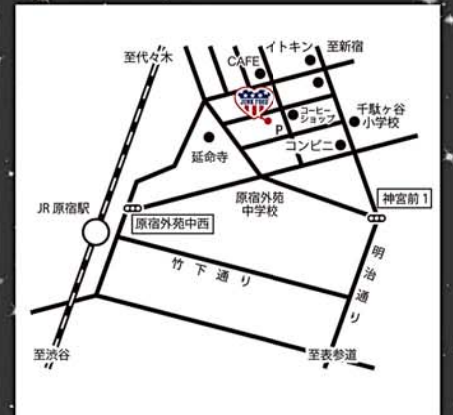 至代々木
イトキン
至新宿
CAFE
JUNK FOOD
コーヒー
ショップ
P
千駄ヶ谷
小学校
延命寺
コンビニ
原宿外苑
中学校
JR 原宿駅
原宿外苑中西
神宮前1
竹下通り
明治通り
至渋谷
至表参道